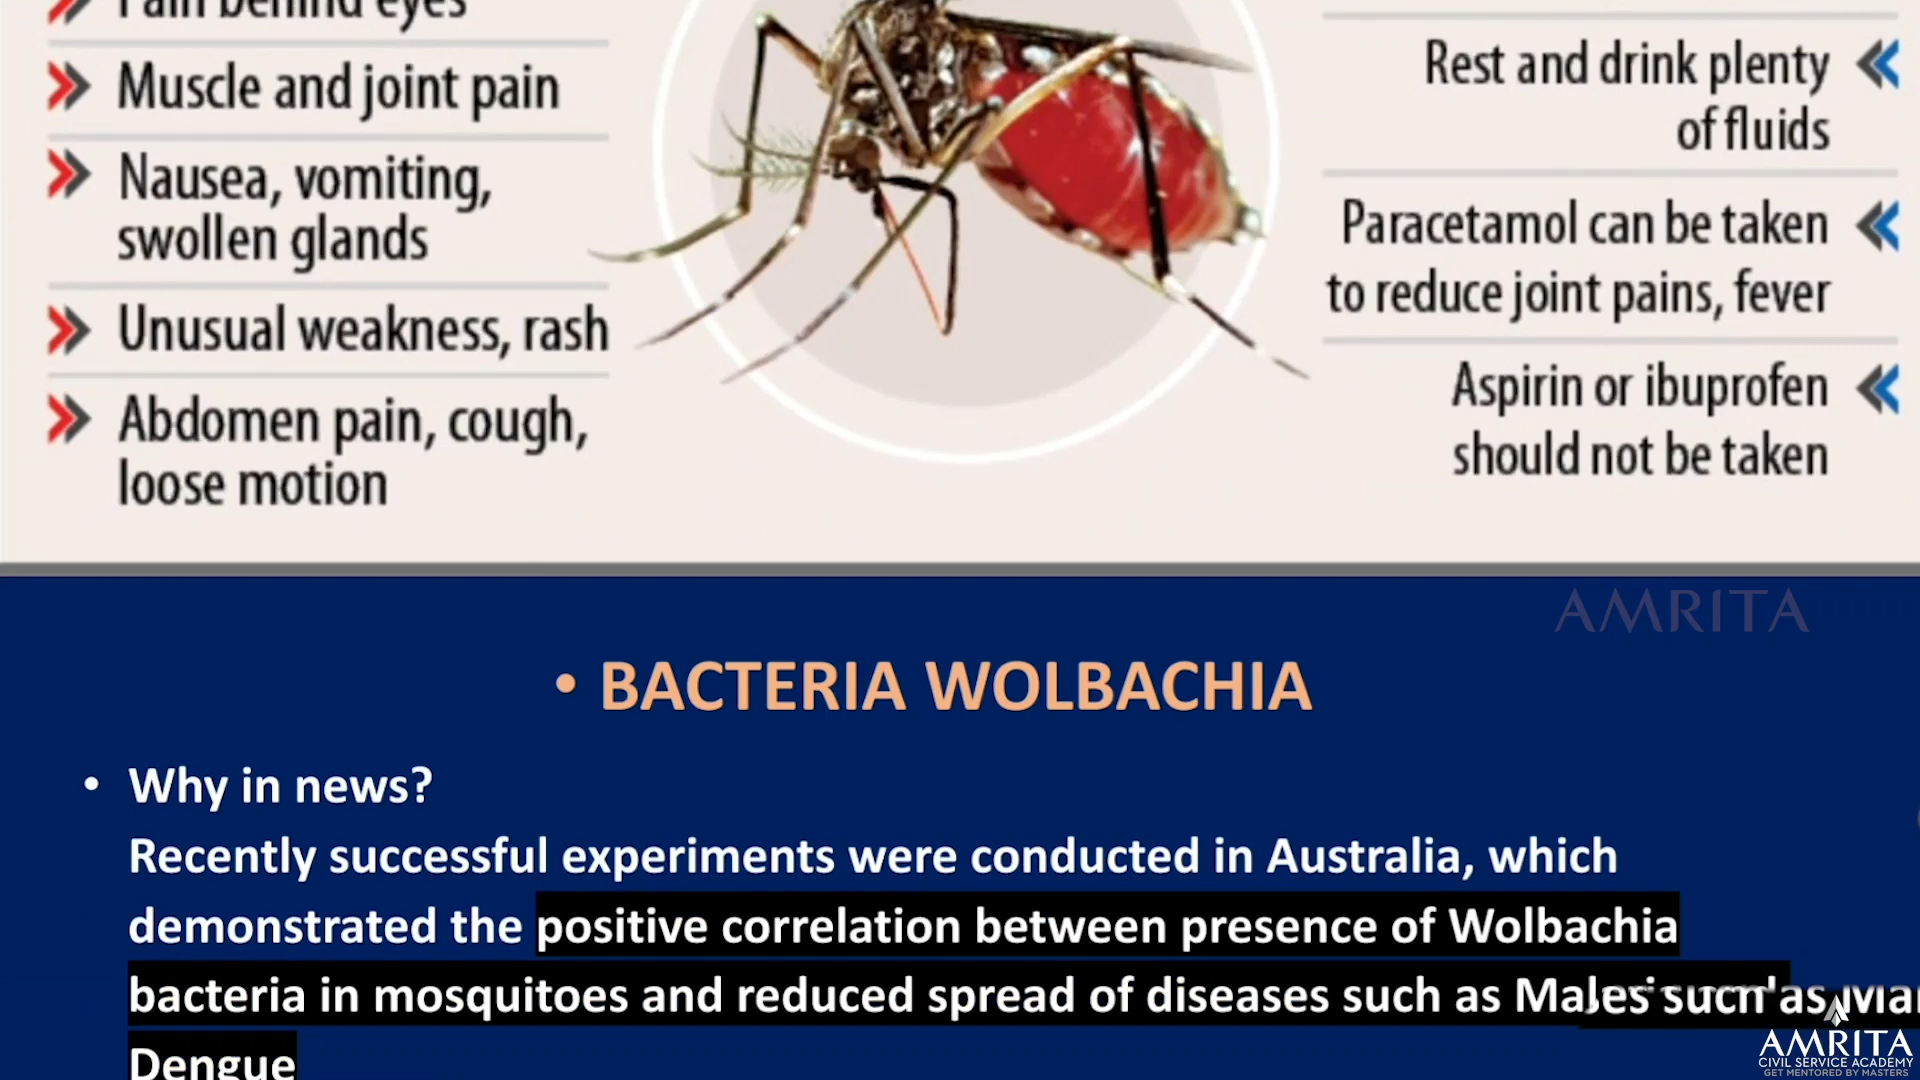 Pain behind eyes
Muscle and joint pain
Nausea, vomiting,
swollen glands
Unusual weakness, rash
Abdomen pain, cough,
loose motion
Rest and drink plenty
of fluids
Paracetamol can be taken
to reduce joint pains, fever
Aspirin or ibuprofen
should not be taken
AMRITA
• BACTERIA WOLBACHIA
• Why in news?
Recently successful experiments were conducted in Australia, which
demonstrated the positive correlation between presence of Wolbachia
bacteria in mosquitoes and reduced spread of diseases such as
Dengue
AMRITA
CIVIL SERVICE ACADEMY
GET MENTORED BY MASTERS